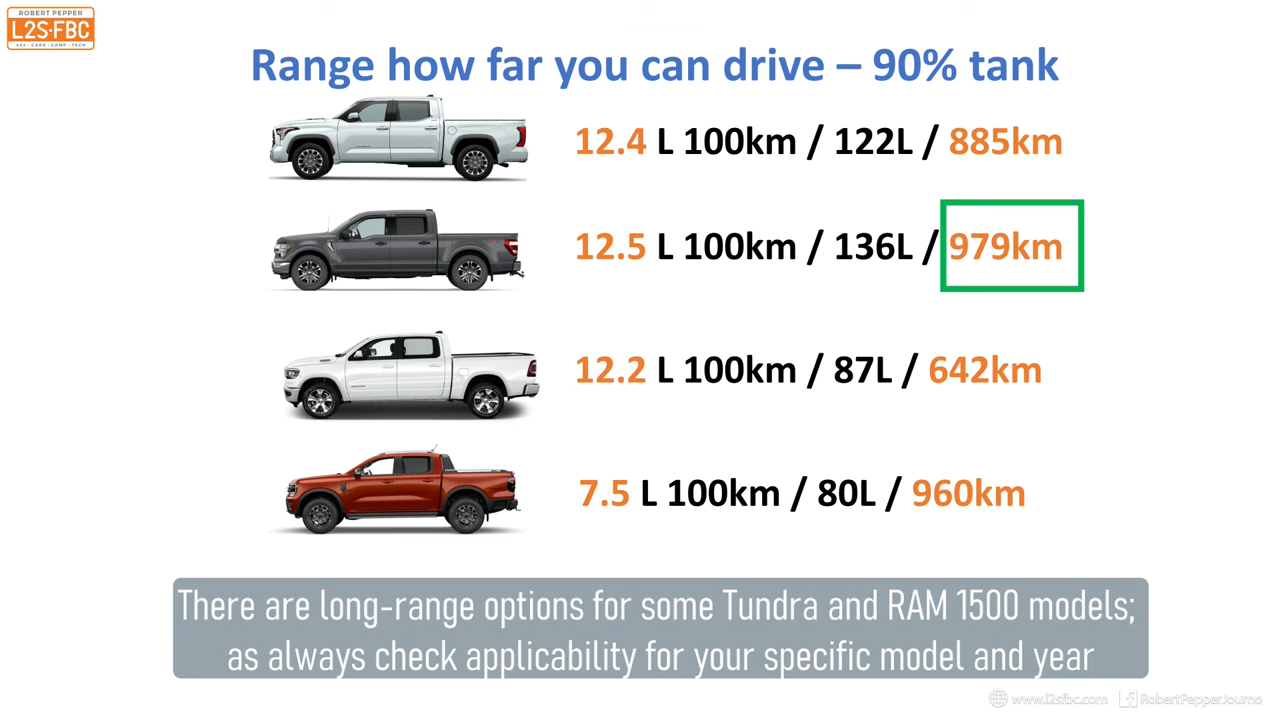 ROBERT PEPPER
L2S•FBC
4X4 • CARS • CAMP • TECH
Range how far you can drive – 90% tank
12.4 L 100km / 122L / 885km
12.5 L 100km / 136L / 979km
12.2 L 100km / 87L / 642km
7.5 L 100km / 80L / 960km
There are long-range options for some Tundra and RAM 1500 models;
as always check applicability for your specific model and year
www.l2sfbc.com RobertPepperJourno